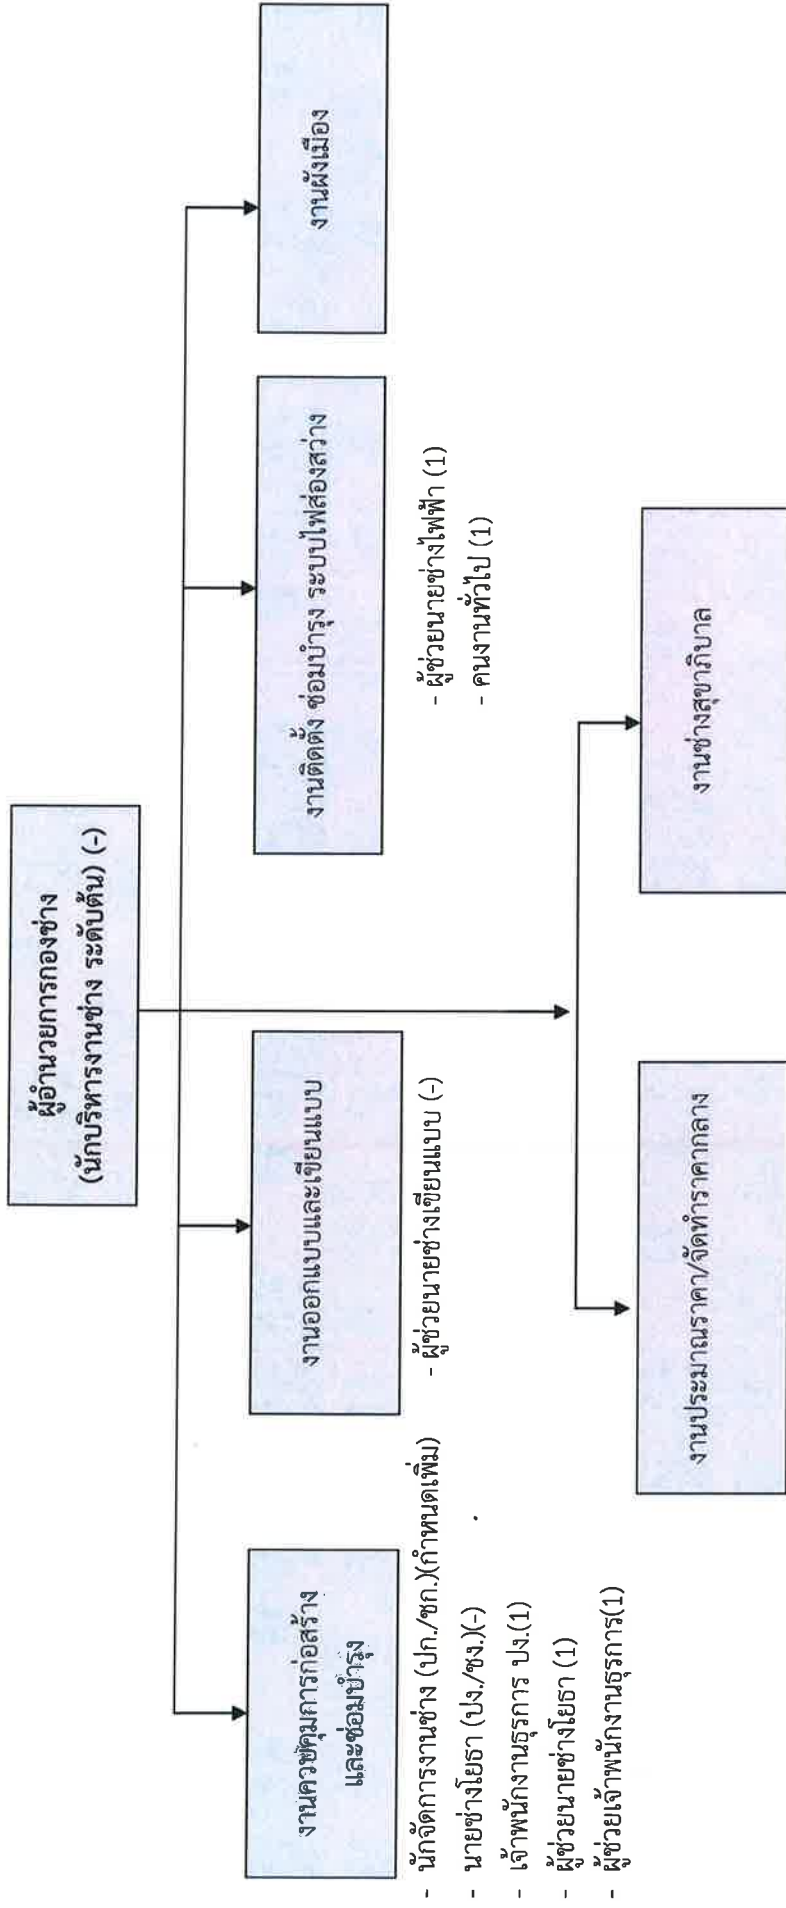 ผู้อำนวยการกองช่าง
(นักบริหารงานช่าง ระดับต้น) (-)
งานควบคุมการก่อสร้าง
และซ่อมบำรุง
- นักจัดการงานช่าง (ปก./ชก.)(กำหนดเพิ่ม)
- นายช่างโยธา (ปง./ชง.)(-)
- เจ้าพนักงานธุรการ ปง.(1)
- ผู้ช่วยนายช่างโยธา (1)
- ผู้ช่วยเจ้าพนักงานธุรการ(1)
งานออกแบบและเขียนแบบ
- ผู้ช่วยนายช่างเขียนแบบ (-)
งานติดตั้ง ซ่อมบำรุง ระบบไฟส่องสว่าง
- ผู้ช่วยนายช่างไฟฟ้า (1)
- คนงานทั่วไป (1)
งานผังเมือง
งานประมาณราคา/จัดทำราคากลาง
งานช่างสุขาภิบาล